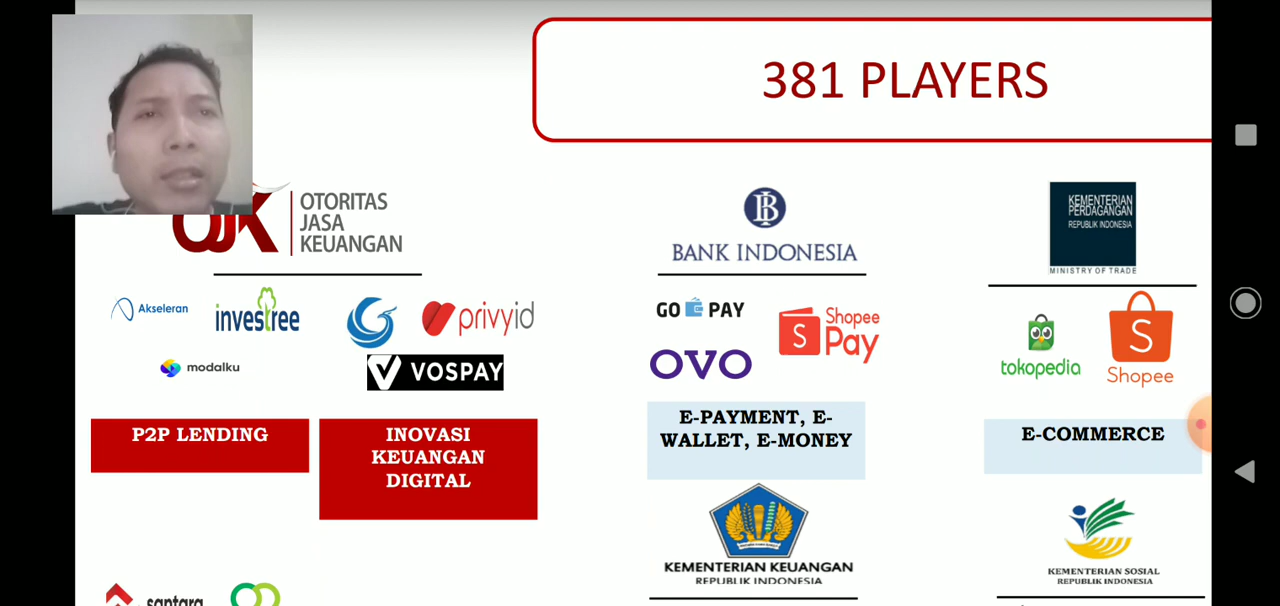 381 PLAYERS
OJK
OTORITAS
JASA
KEUANGAN
BANK INDONESIA
KEMENTERIAN
PERDAGANGAN
REPUBLIK INDONESIA
MINISTRY OF TRADE
Akseleran
investree
privyid
modalku
VOSPAY
GO PAY
Shopee
Pay
OVO
tokopedia
S
Shopee
P2P LENDING
INOVASI
KEUANGAN
DIGITAL
E-PAYMENT, E-
WALLET, E-MONEY
E-COMMERCE
KEMENTERIAN KEUANGAN
REPUBLIK INDONESIA
KEMENTERIAN SOSIAL
REPUBLIK INDONESIA
santara